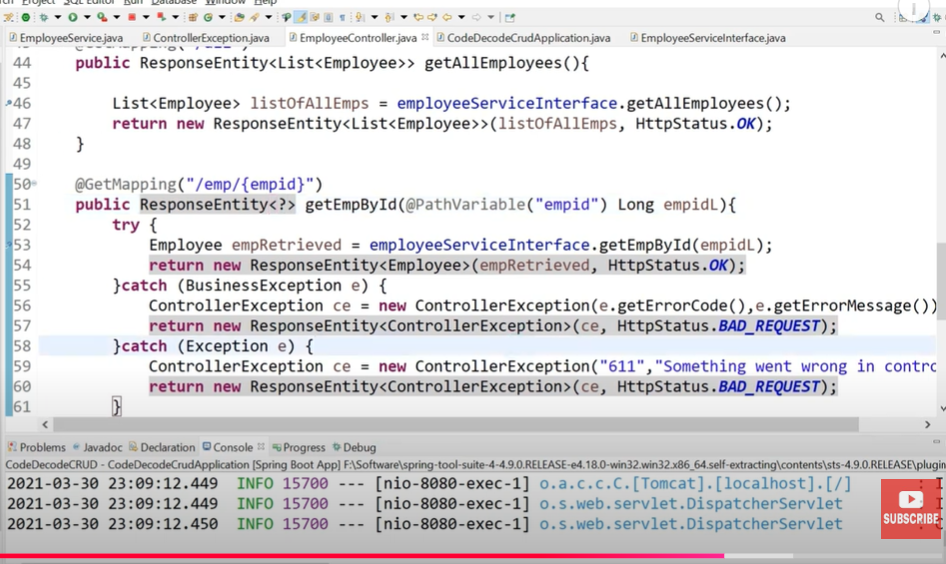 Project Run Database Window Help
EmployeeService.java ControllerException.java EmployeeController.java CodeDecodeCrudApplication.java EmployeeServiceInterface.java
44 public ResponseEntity<List<Employee>> getAllEmployees(){
45
46 List<Employee> listOfAllEmps = employeeServiceInterface.getAllEmployees();
47 return new ResponseEntity<List<Employee>>(listOfAllEmps, HttpStatus.OK);
48 }
49
50 @GetMapping("/emp/{empid}")
51 public ResponseEntity<?> getEmpById(@PathVariable("empid") Long empidL){
52 try {
53 Employee empRetrieved = employeeServiceInterface.getEmpById(empidL);
54 return new ResponseEntity<Employee>(empRetrieved, HttpStatus.OK);
55 }catch (BusinessException e) {
56 ControllerException ce = new ControllerException(e.getErrorCode(),e.getErrorMessage())
57 return new ResponseEntity<ControllerException>(ce, HttpStatus.BAD_REQUEST);
58 }catch (Exception e) {
59 ControllerException ce = new ControllerException("611","Something went wrong in contro
60 return new ResponseEntity<ControllerException>(ce, HttpStatus.BAD_REQUEST);
61 }
Problems Javadoc Declaration Console Progress Debug
CodeDecodeCRUD - CodeDecodeCrudApplication [Spring Boot App] F:\Software\spring-tool-suite-4-4.9.0.RELEASE-e4.18.0-win32.win32.x86_64.self-extracting\contents\sts-4.9.0.RELEASE\plugin
2021-03-30 23:09:12.449 INFO 15700 --- [nio-8080-exec-1] o.a.c.c.C.[Tomcat].[localhost].[/] : I
2021-03-30 23:09:12.449 INFO 15700 --- [nio-8080-exec-1] o.s.web.servlet.DispatcherServlet
2021-03-30 23:09:12.450 INFO 15700 --- [nio-8080-exec-1] o.s.web.servlet.DispatcherServlet : C
SUBSCRIBE